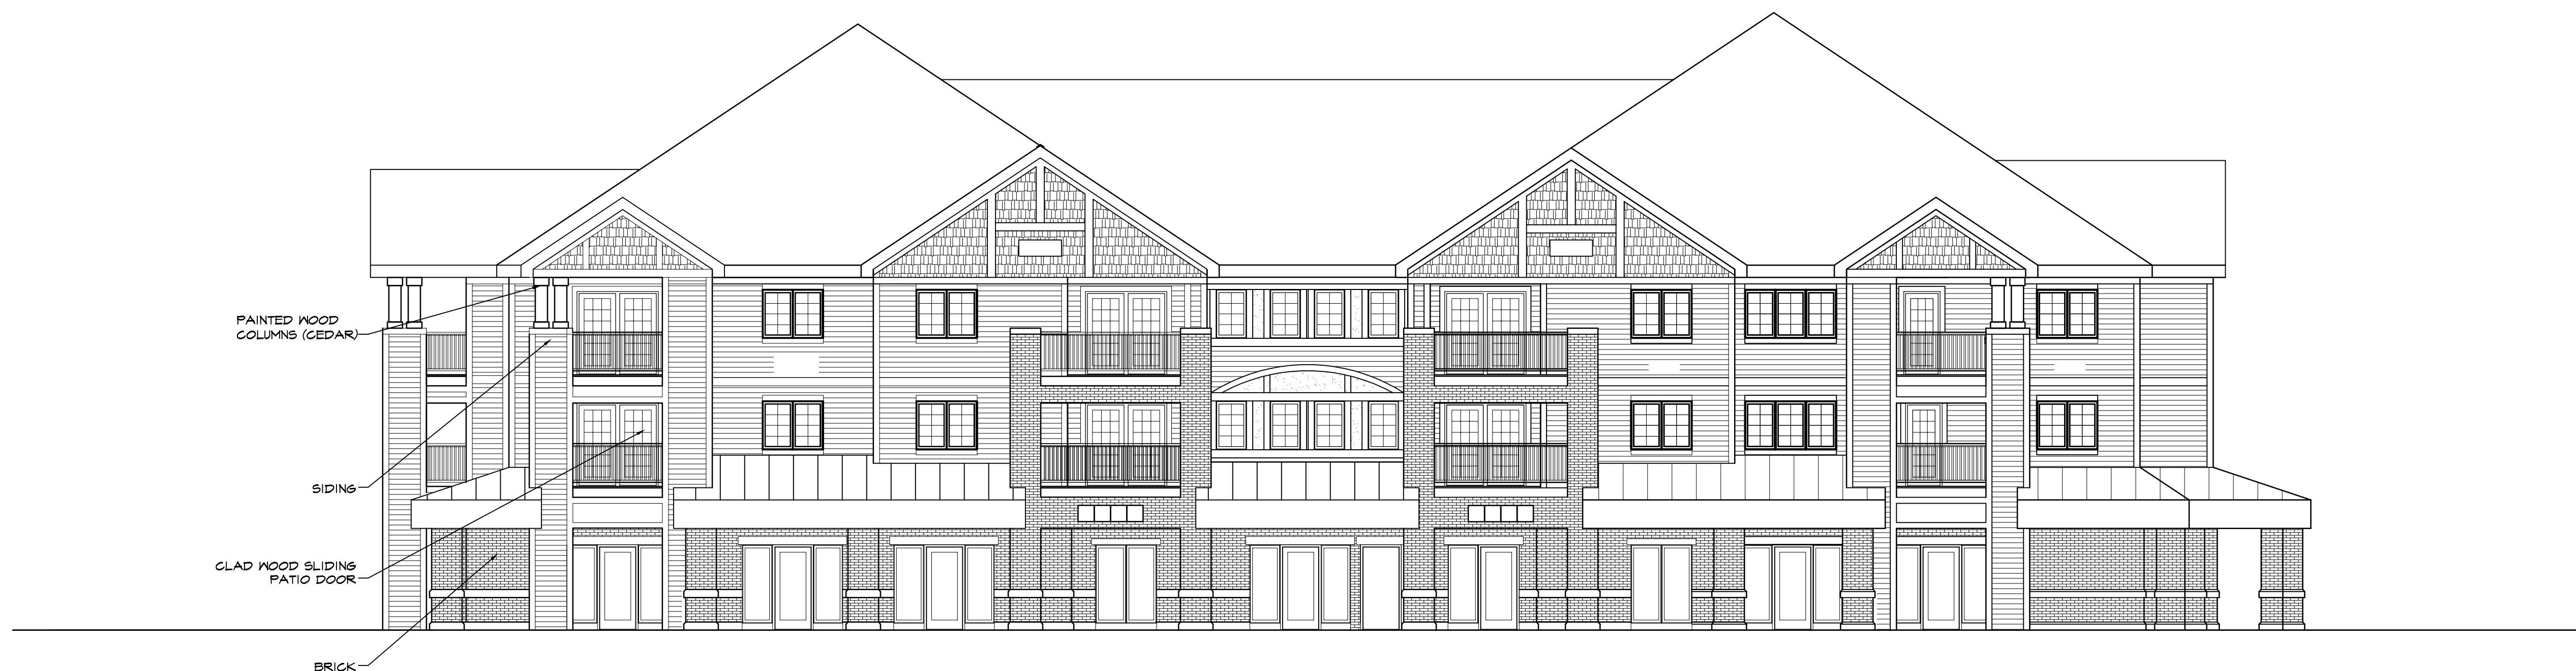 PAINTED WOOD
COLUMNS (CEDAR)
SIDING
CLAD WOOD SLIDING
PATIO DOOR
BRICK